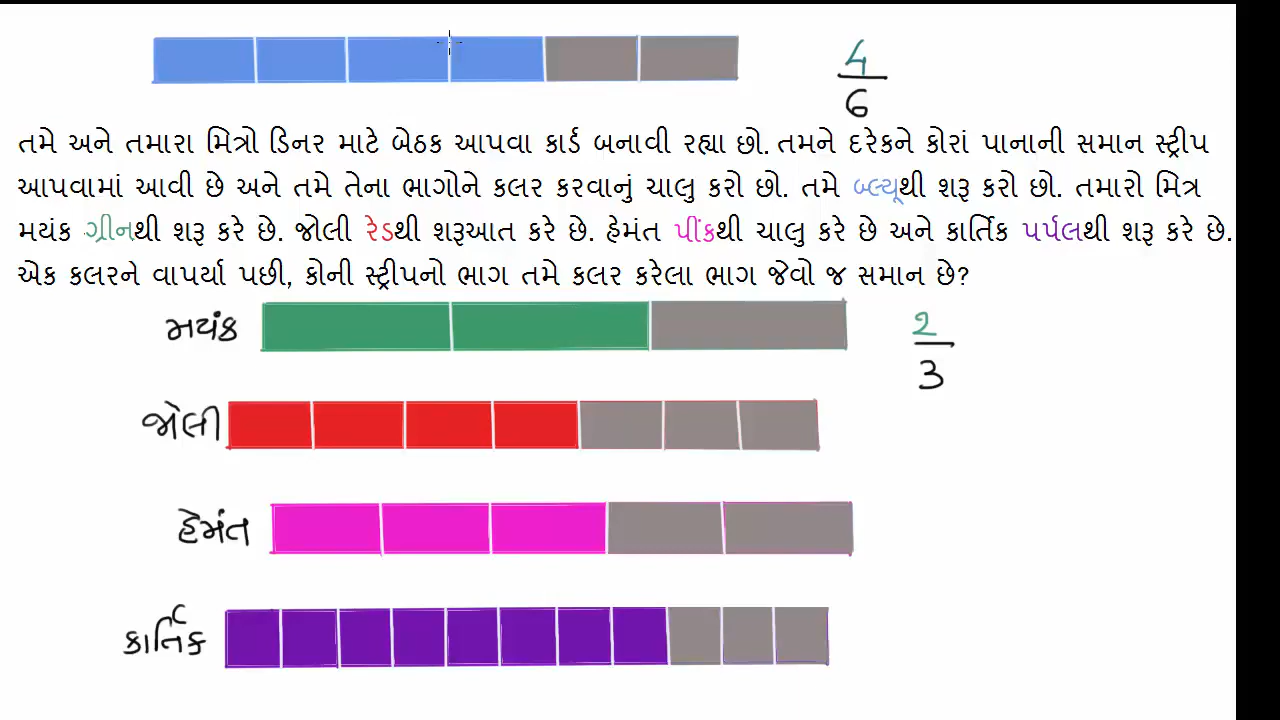 4
6
તમે અને તમારા મિત્રો ડિનર માટે બેઠક આપવા કાર્ડ બનાવી રહ્યા છો. તમને દરેકને કોરાં પાનાની સમાન સ્ટ્રીપ
આપવામાં આવી છે અને તમે તેના ભાગોને કલર કરવાનું ચાલુ કરો છો. તમે બ્લ્યૂથી શરૂ કરો છો. તમારો મિત્ર
મયંક ગ્રીનથી શરૂ કરે છે. જોલી રેડથી શરૂઆત કરે છે. હેમંત પીંકથી ચાલુ કરે છે અને કાર્તિક પર્પલથી શરૂ કરે છે.
એક કલરને વાપર્યા પછી, કોની સ્ટ્રીપનો ભાગ તમે કલર કરેલા ભાગ જેવો જ સમાન છે?
મયંક
2
3
જોલી
હેમંત
કાર્તિક